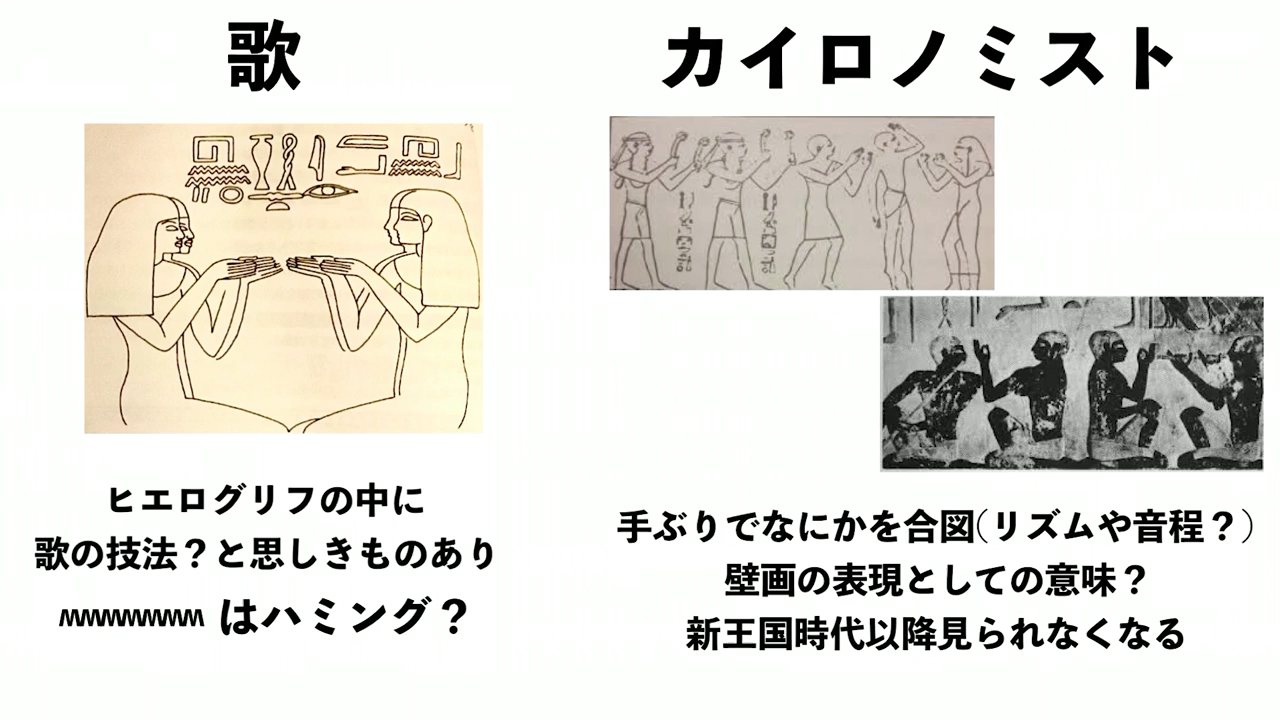 歌
ヒエログリフの中に
歌の技法？と思しきものあり
はハミング？
カイロノミスト
手ぶりでなにかを合図（リズムや音程？）
壁画の表現としての意味？
新王国時代以降見られなくなる